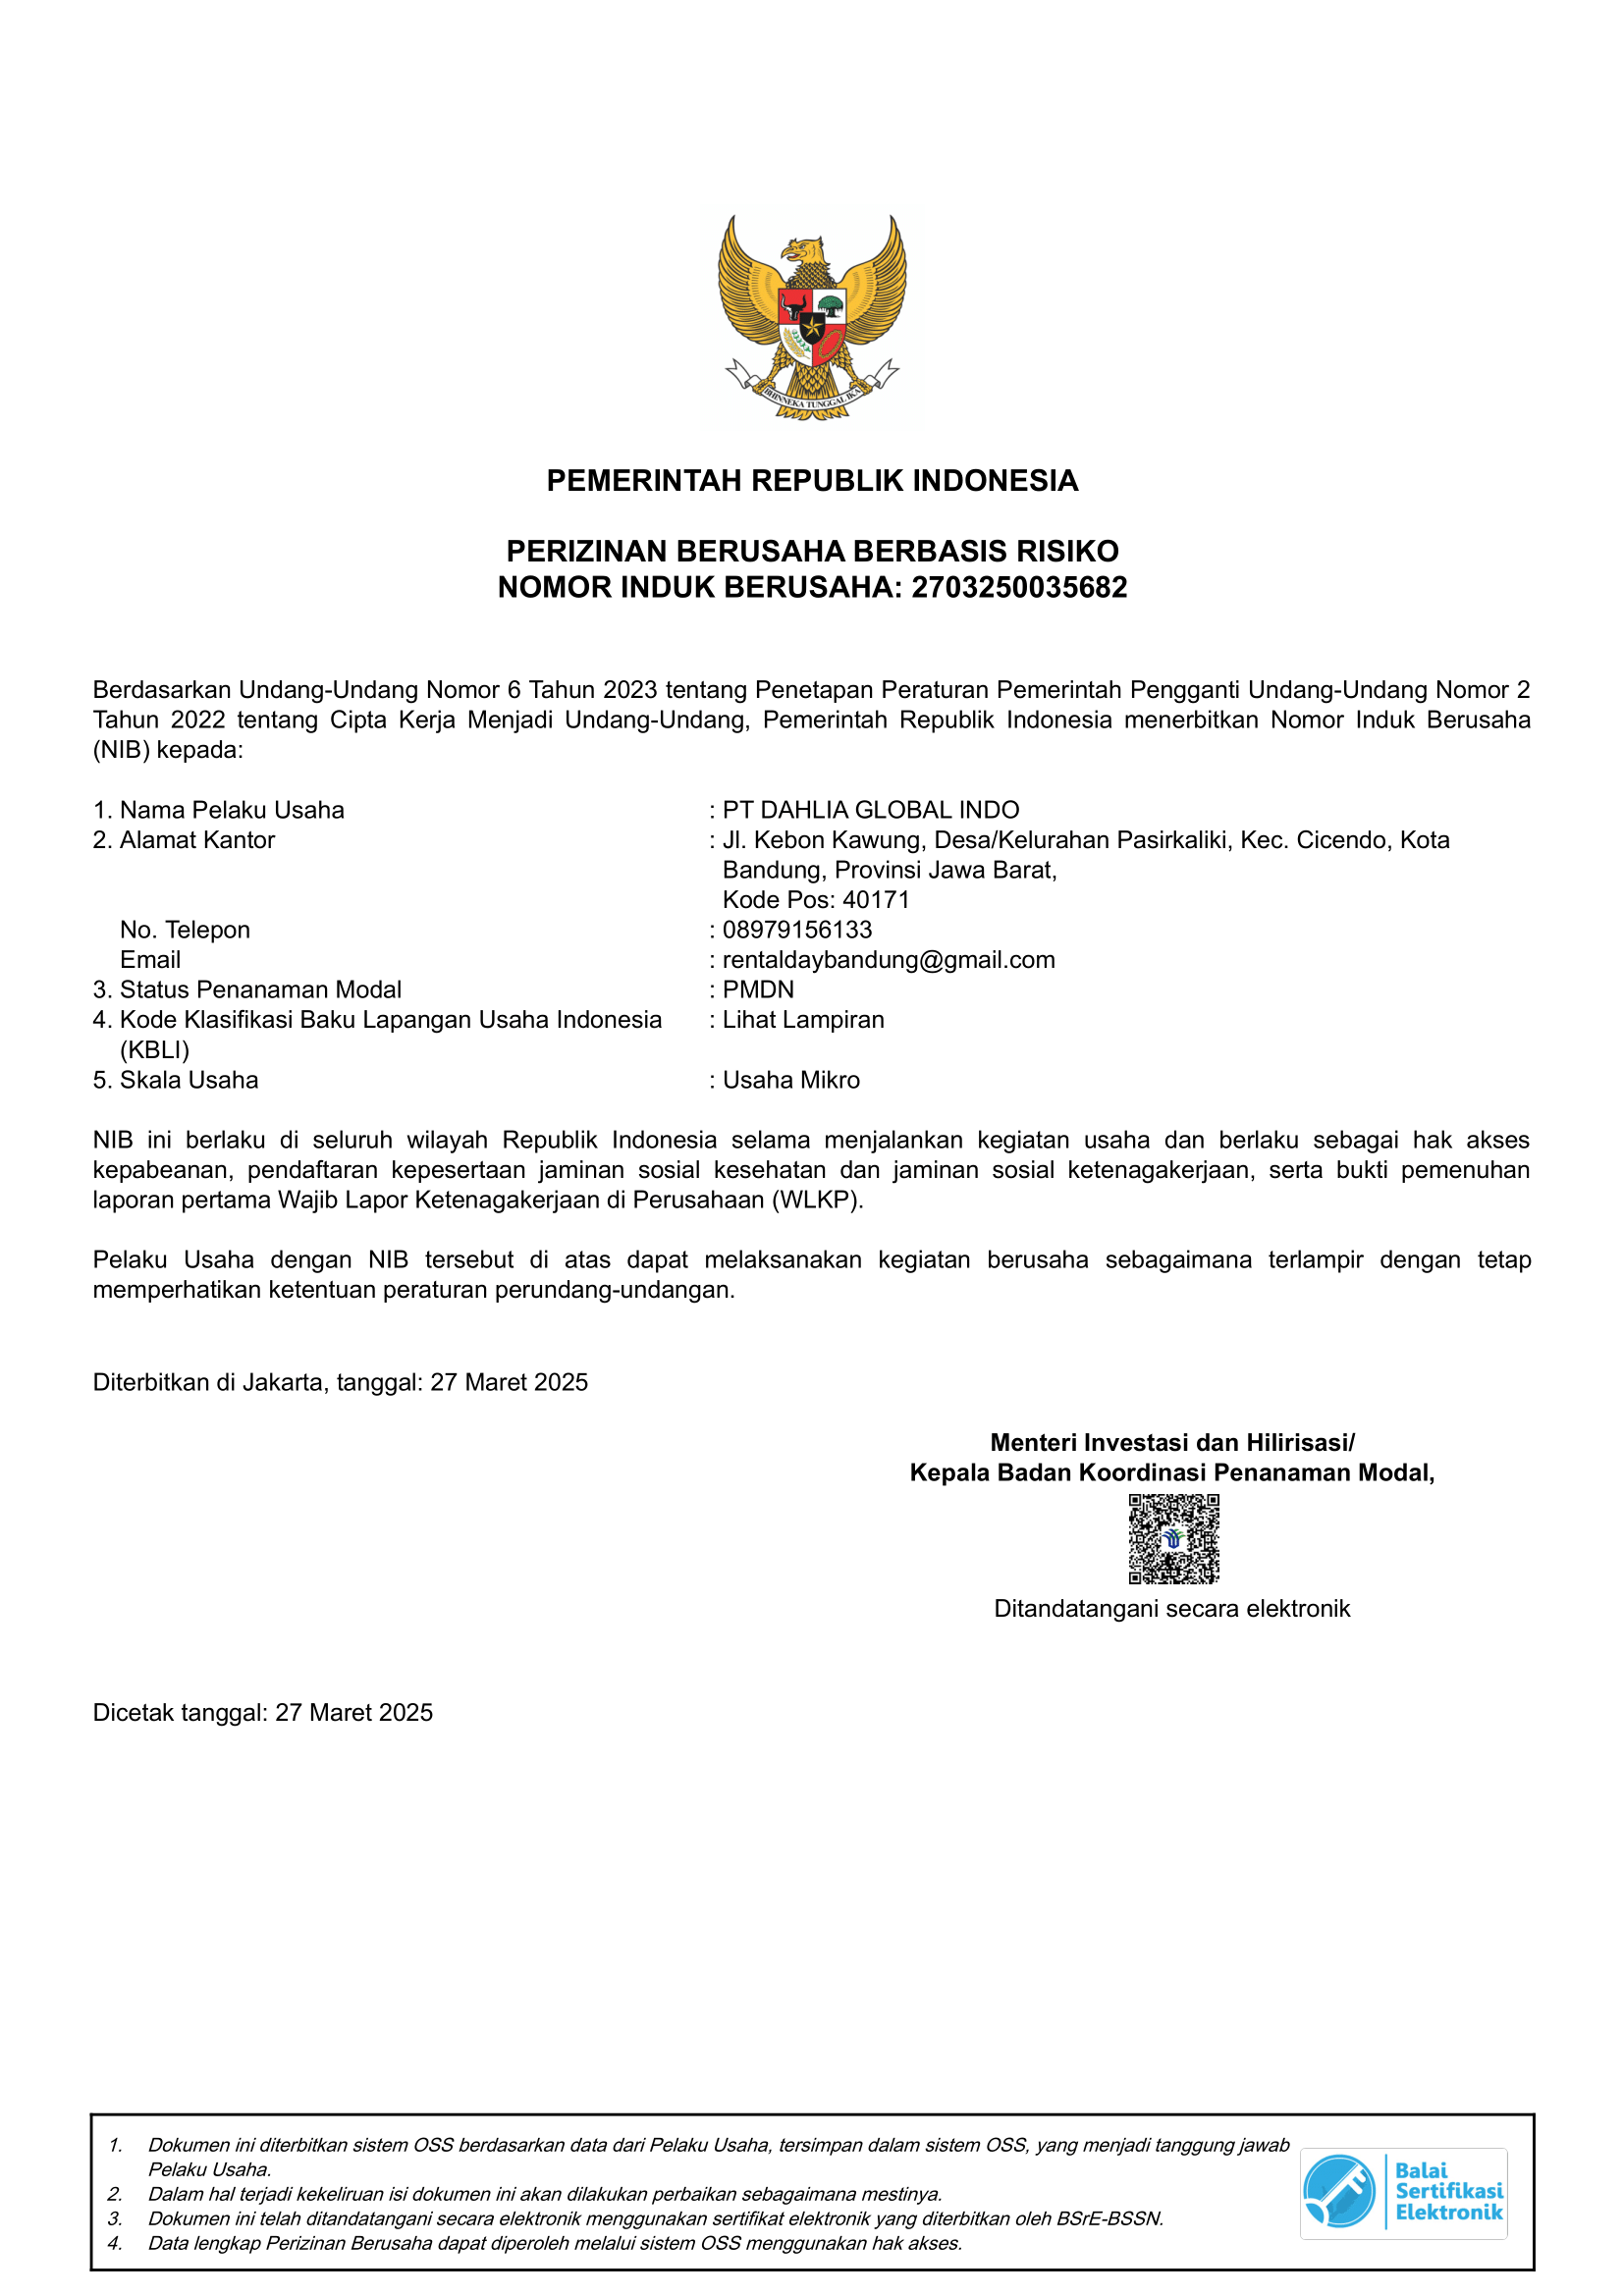 BHINNEKA TUNGGAL IKA
PEMERINTAH REPUBLIK INDONESIA
PERIZINAN BERUSAHA BERBASIS RISIKO
NOMOR INDUK BERUSAHA: 2703250035682
Berdasarkan Undang-Undang Nomor 6 Tahun 2023 tentang Penetapan Peraturan Pemerintah Pengganti Undang-Undang Nomor 2
Tahun 2022 tentang Cipta Kerja Menjadi Undang-Undang, Pemerintah Republik Indonesia menerbitkan Nomor Induk Berusaha
(NIB) kepada:
1. Nama Pelaku Usaha : PT DAHLIA GLOBAL INDO
2. Alamat Kantor : Jl. Kebon Kawung, Desa/Kelurahan Pasirkaliki, Kec. Cicendo, Kota
Bandung, Provinsi Jawa Barat,
Kode Pos: 40171
No. Telepon : 08979156133
Email : rentaldaybandung@gmail.com
3. Status Penanaman Modal : PMDN
4. Kode Klasifikasi Baku Lapangan Usaha Indonesia : Lihat Lampiran
(KBLI)
5. Skala Usaha : Usaha Mikro
NIB ini berlaku di seluruh wilayah Republik Indonesia selama menjalankan kegiatan usaha dan berlaku sebagai hak akses
kepabeanan, pendaftaran kepesertaan jaminan sosial kesehatan dan jaminan sosial ketenagakerjaan, serta bukti pemenuhan
laporan pertama Wajib Lapor Ketenagakerjaan di Perusahaan (WLKP).
Pelaku Usaha dengan NIB tersebut di atas dapat melaksanakan kegiatan berusaha sebagaimana terlampir dengan tetap
memperhatikan ketentuan peraturan perundang-undangan.
Diterbitkan di Jakarta, tanggal: 27 Maret 2025
Menteri Investasi dan Hilirisasi/
Kepala Badan Koordinasi Penanaman Modal,
Ditandatangani secara elektronik
Dicetak tanggal: 27 Maret 2025
1. Dokumen ini diterbitkan sistem OSS berdasarkan data dari Pelaku Usaha, tersimpan dalam sistem OSS, yang menjadi tanggung jawab
Pelaku Usaha.
2. Dalam hal terjadi kekeliruan isi dokumen ini akan dilakukan perbaikan sebagaimana mestinya.
3. Dokumen ini telah ditandatangani secara elektronik menggunakan sertifikat elektronik yang diterbitkan oleh BSrE-BSSN.
4. Data lengkap Perizinan Berusaha dapat diperoleh melalui sistem OSS menggunakan hak akses.
Balai
Sertifikasi
Elektronik